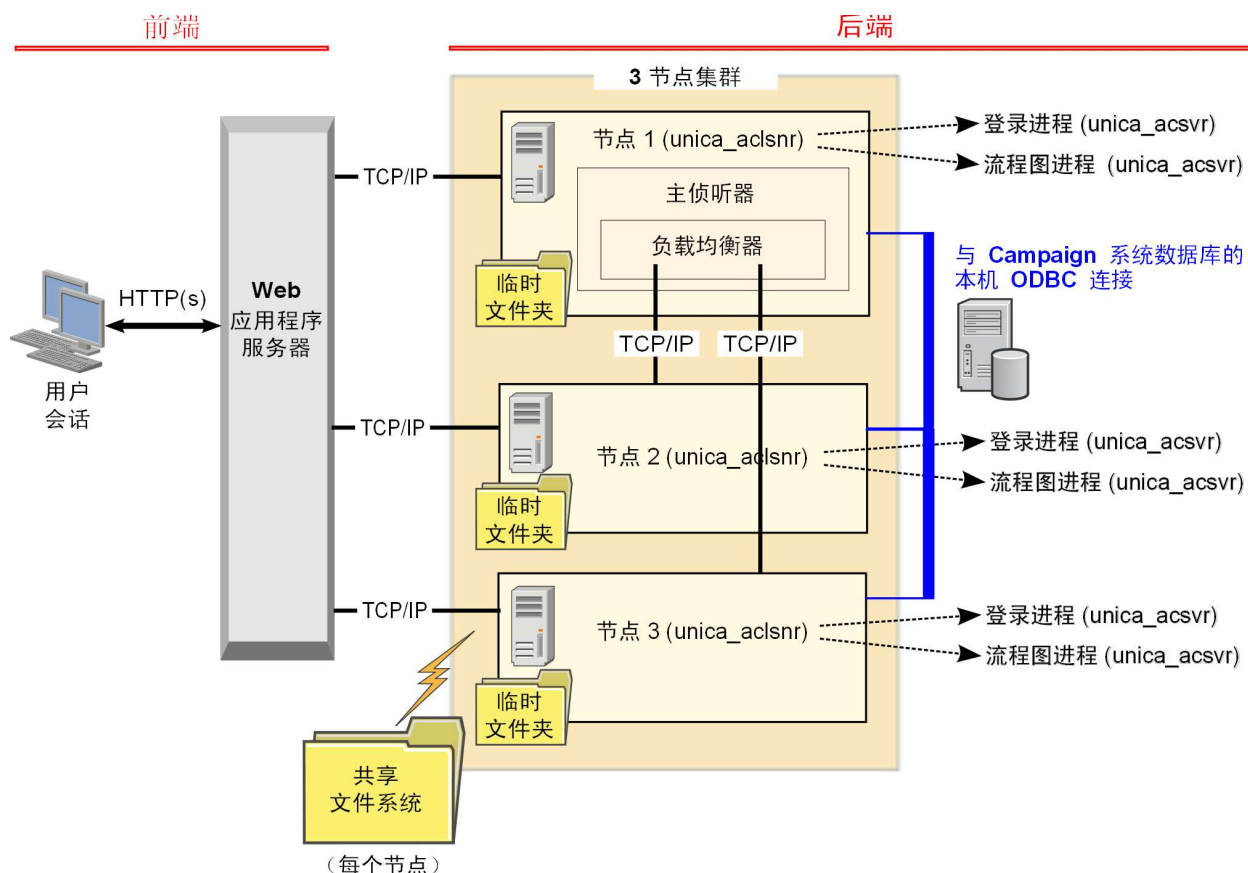 前端
后端
3 节点集群
节点 1 (unica_aclsnr)
登录进程 (unica_acsvr)
流程图进程 (unica_acsvr)
TCP/IP
主侦听器
负载均衡器
临时
文件夹
与 Campaign 系统数据库的
本机 ODBC 连接
HTTP(s)
Web
应用程序
服务器
用户
会话
TCP/IP
TCP/IP
TCP/IP
节点 2 (unica_aclsnr)
登录进程 (unica_acsvr)
流程图进程 (unica_acsvr)
临时
文件夹
TCP/IP
节点 3 (unica_aclsnr)
登录进程 (unica_acsvr)
流程图进程 (unica_acsvr)
临时
文件夹
共享
文件系统
(每个节点)